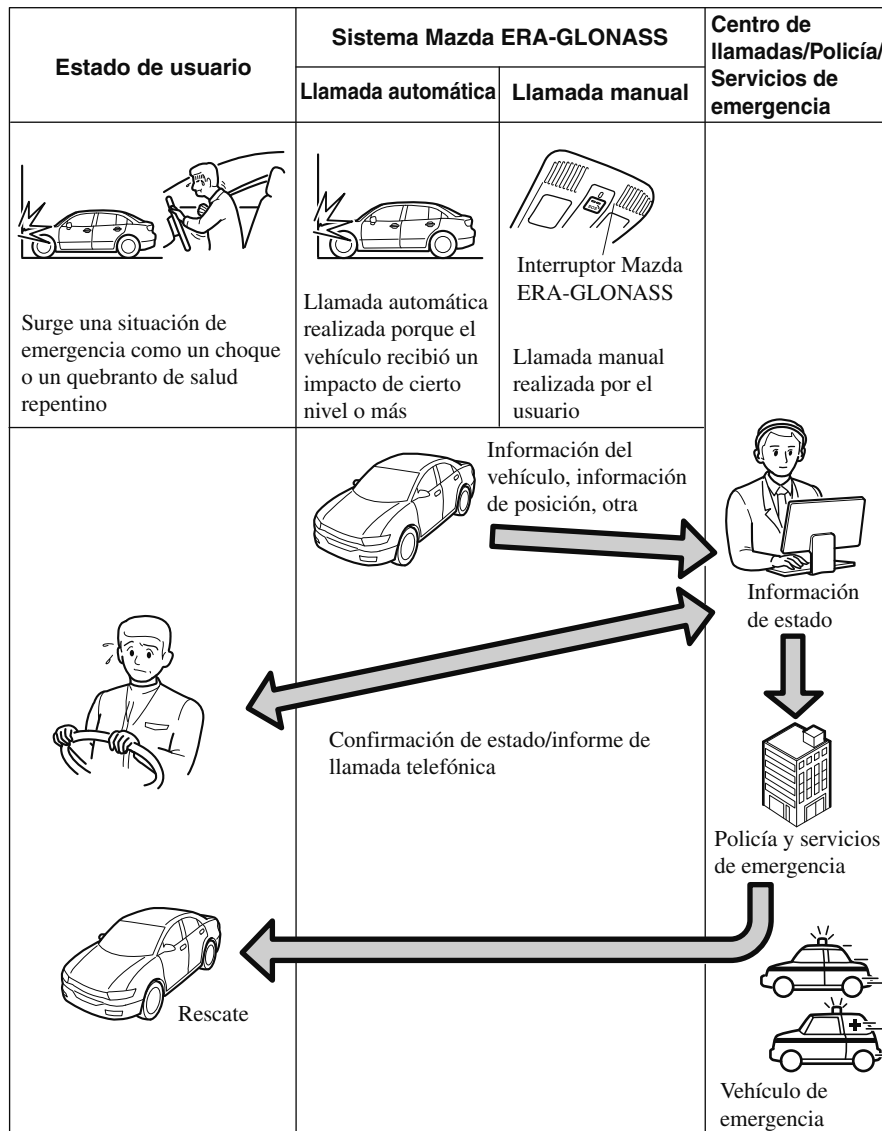 Estado de usuario
Sistema Mazda ERA-GLONASS
Llamada automática
Llamada manual
Centro de
llamadas/Policía/
Servicios de
emergencia
Surge una situación de
emergencia como un choque
o un quebranto de salud
repentino
Llamada automática
realizada porque el
vehículo recibió un
impacto de cierto
nivel o más
Interruptor Mazda
ERA-GLONASS
Llamada manual
realizada por el
usuario
Información del
vehículo, información
de posición, otra
Información
de estado
Confirmación de estado/informe de
llamada telefónica
Policía y servicios
de emergencia
Rescate
Vehículo de
emergencia